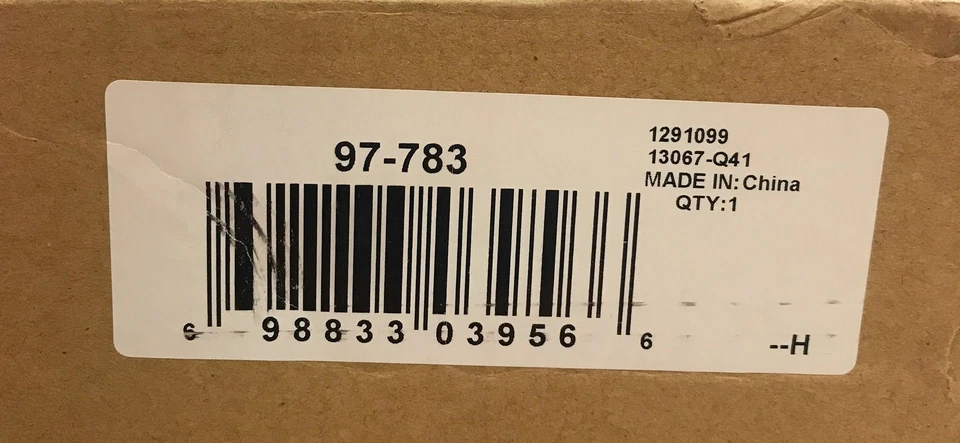 97-783
1291099
13067-Q41
MADE IN: China
QTY:1
6 98833 03956 6
--H